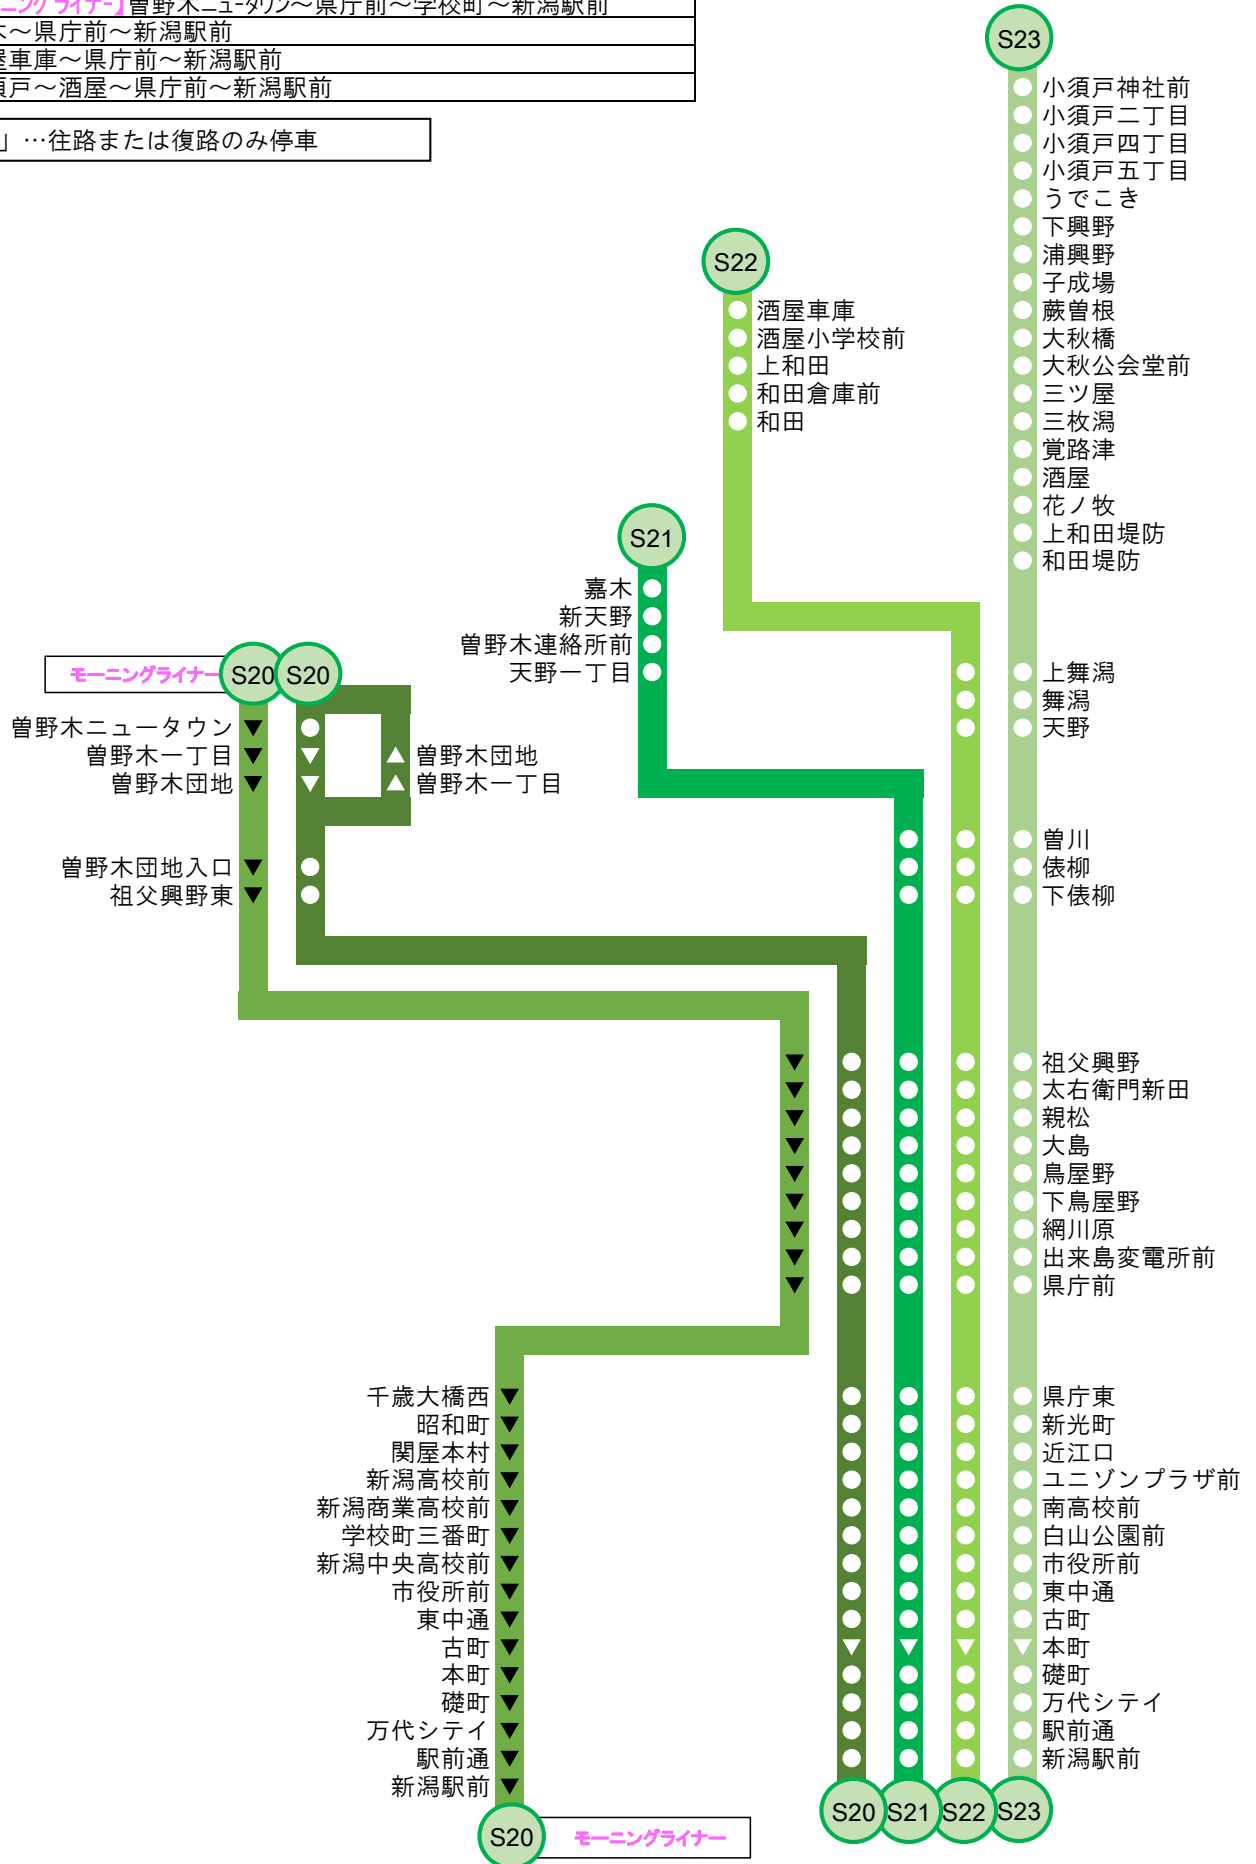 ニング ライナー】曽野木ニュータウン～県庁前～学校町～新潟駅前
木～県庁前～新潟駅前
屋車庫～県庁前～新潟駅前
須戸～酒屋～県庁前～新潟駅前
」…往路または復路のみ停車
S23
小須戸神社前
小須戸二丁目
小須戸四丁目
小須戸五丁目
うでこき
下興野
浦興野
子成場
蕨曽根
大秋橋
大秋公会堂前
三ツ屋
三枚潟
覚路津
酒屋
花ノ牧
上和田堤防
和田堤防
S22
酒屋車庫
酒屋小学校前
上和田
和田倉庫前
和田
S21
嘉木
新天野
曽野木連絡所前
天野一丁目
上舞潟
舞潟
天野
モーニングライナー
S20
S20
曽野木ニュータウン
曽野木一丁目
曽野木団地
曽野木団地
曽野木一丁目
曽川
俵柳
下俵柳
曽野木団地入口
祖父興野東
祖父興野
太右衛門新田
親松
大島
鳥屋野
下鳥屋野
網川原
出来島変電所前
県庁前
千歳大橋西
昭和町
関屋本村
新潟高校前
新潟商業高校前
学校町三番町
新潟中央高校前
市役所前
東中通
古町
本町
礎町
万代シテイ
駅前通
新潟駅前
県庁東
新光町
近江口
ユニゾンプラザ前
南高校前
白山公園前
市役所前
東中通
古町
本町
礎町
万代シテイ
駅前通
新潟駅前
S20
S21
S22
S23
S20
モーニングライナー